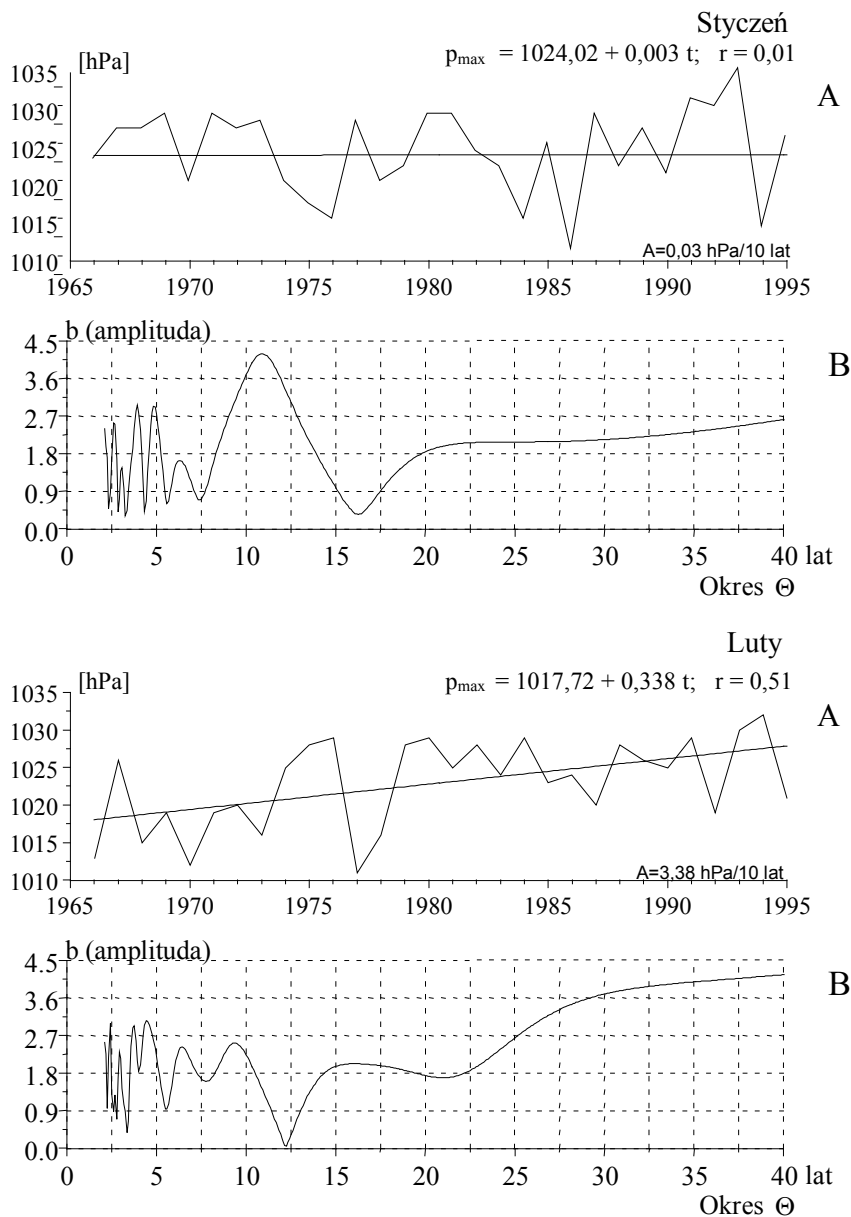 Styczeń
[hPa]
p_max = 1024,02 + 0,003 t; r = 0,01
A
1035
1030
1025
1020
1015
1010
A=0,03 hPa/10 lat
1965 1970 1975 1980 1985 1990 1995
b (amplituda)
B
4.5
3.6
2.7
1.8
0.9
0.0
0 5 10 15 20 25 30 35 40 lat
Okres Θ
Luty
[hPa]
p_max = 1017,72 + 0,338 t; r = 0,51
A
1035
1030
1025
1020
1015
1010
A=3,38 hPa/10 lat
1965 1970 1975 1980 1985 1990 1995
b (amplituda)
B
4.5
3.6
2.7
1.8
0.9
0.0
0 5 10 15 20 25 30 35 40 lat
Okres Θ